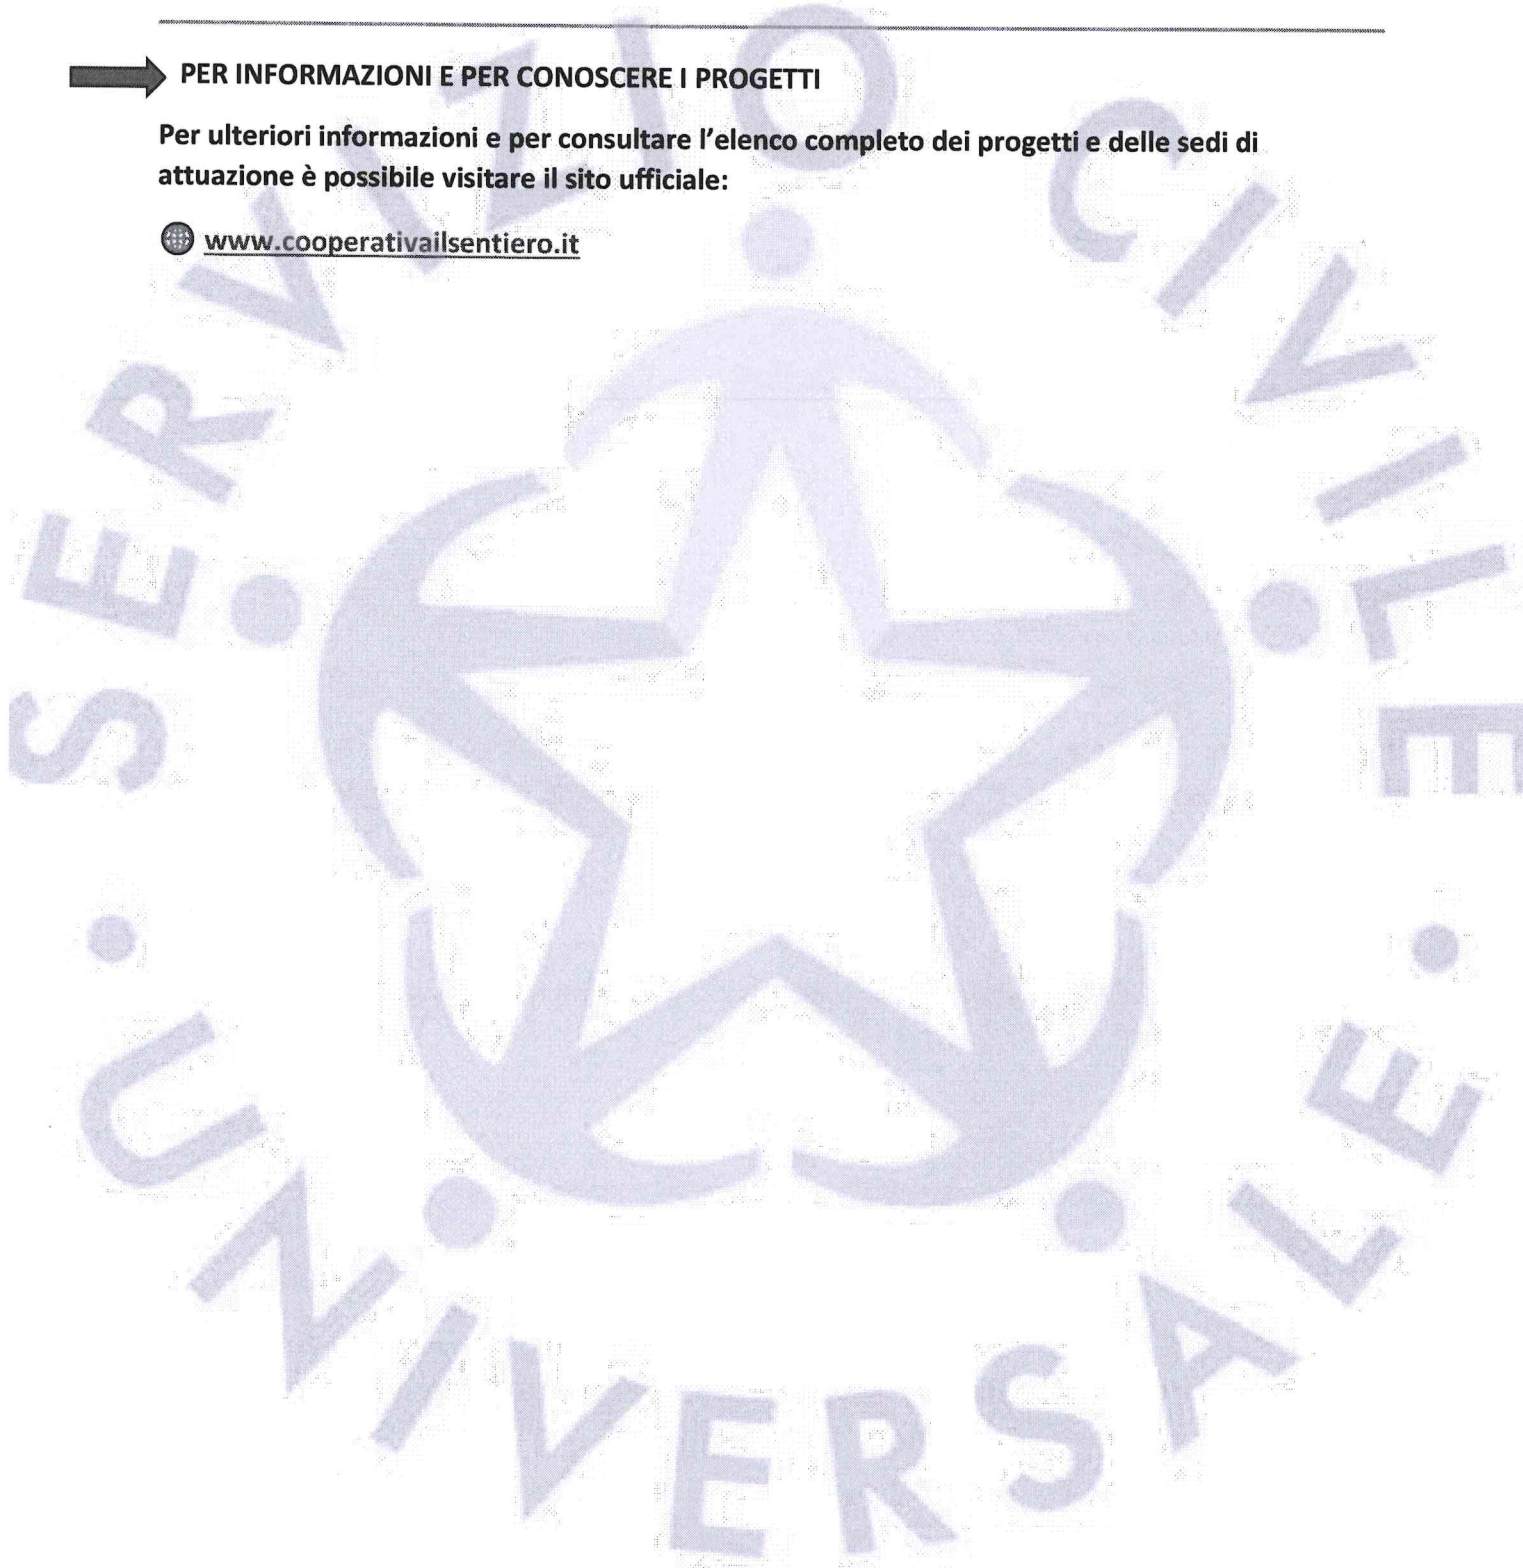 PER INFORMAZIONI E PER CONOSCERE I PROGETTI
Per ulteriori informazioni e per consultare l'elenco completo dei progetti e delle sedi di
attuazione è possibile visitare il sito ufficiale:
www.cooperativailsentiero.it
SERVIZIO CIVILE
· UNIVERSALE ·